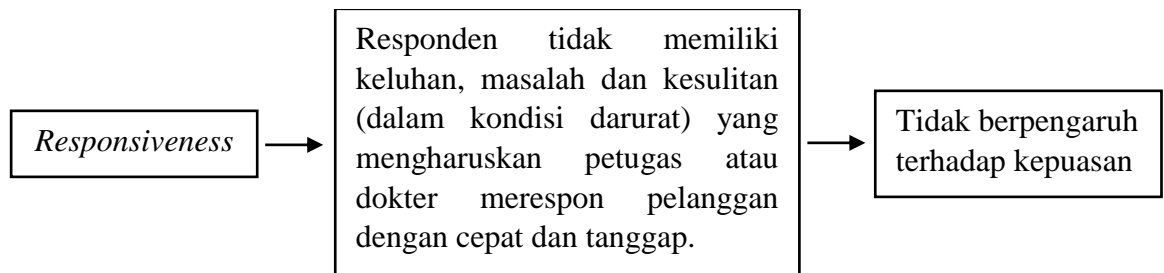 Responsiveness
Responden tidak memiliki
keluhan, masalah dan kesulitan
(dalam kondisi darurat) yang
mengharuskan petugas atau
dokter merespon pelanggan
dengan cepat dan tanggap.
Tidak berpengaruh
terhadap kepuasan